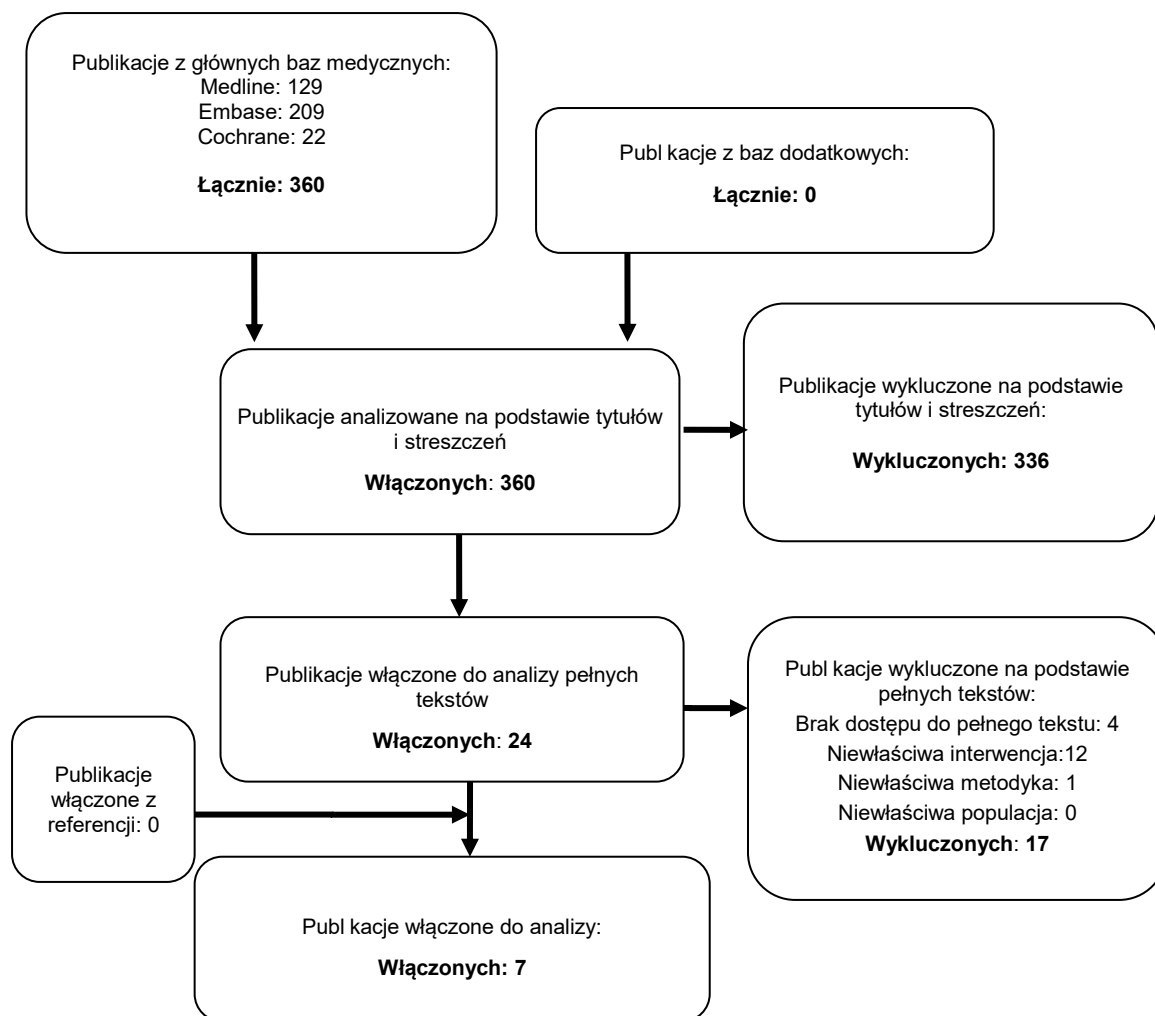 Publikacje z głównych baz medycznych:
Medline: 129
Embase: 209
Cochrane: 22
Łącznie: 360
Publ kacje z baz dodatkowych:
Łącznie: 0
Publikacje analizowane na podstawie tytułów
i streszczeń
Włączonych: 360
Publikacje wykluczone na podstawie
tytułów i streszczeń:
Wykluczonych: 336
Publikacje włączone do analizy pełnych
tekstów
Włączonych: 24
Publ kacje wykluczone na podstawie
pełnych tekstów:
Brak dostępu do pełnego tekstu: 4
Niewłaściwa interwencja:12
Niewłaściwa metodyka: 1
Niewłaściwa populacja: 0
Wykluczonych: 17
Publikacje
włączone z
referencji: 0
Publ kacje włączone do analizy:
Włączonych: 7